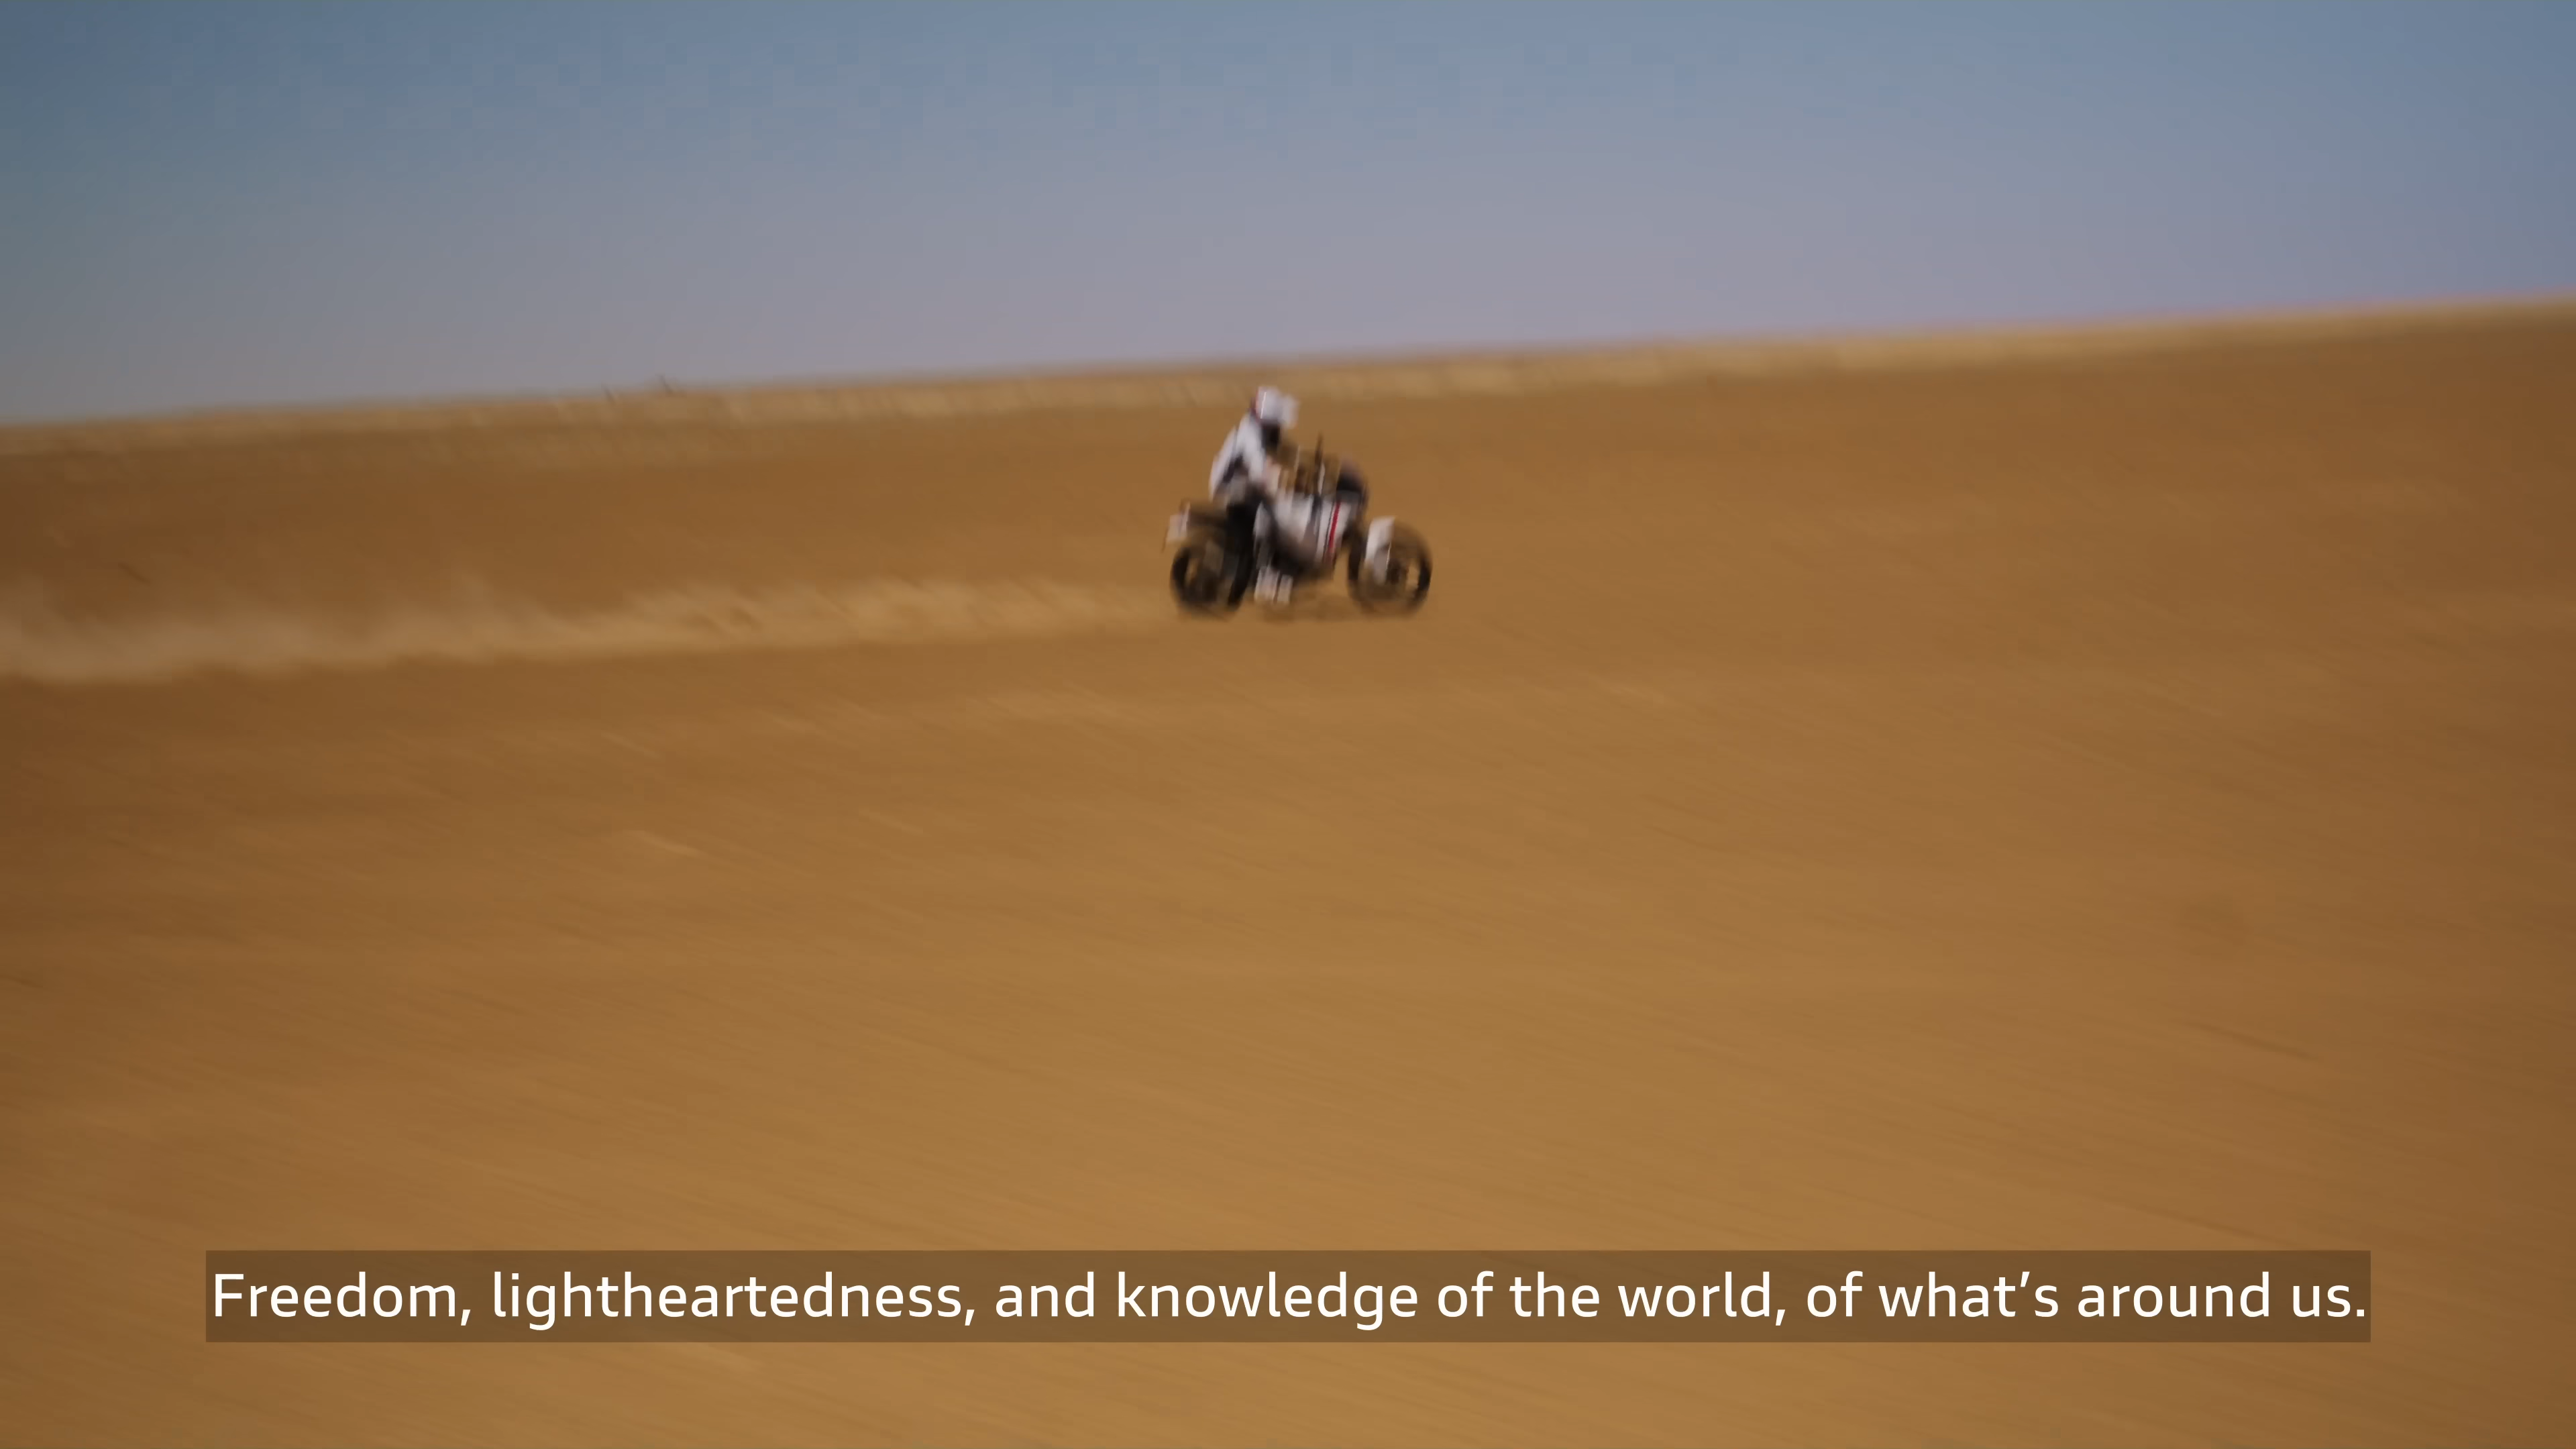 Freedom, lightheartedness, and knowledge of the world, of what’s around us.